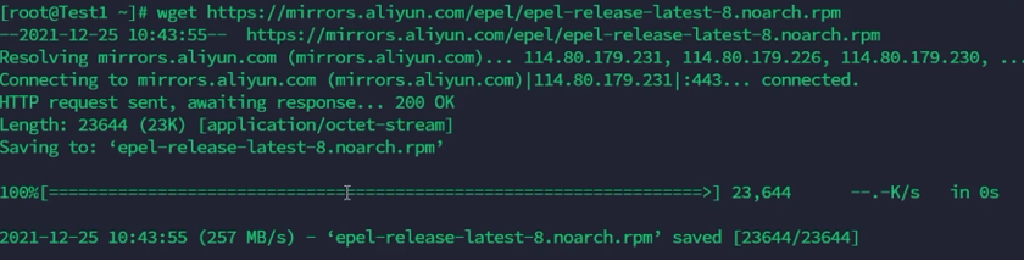 [root@Test1 ~]# wget https://mirrors.aliyun.com/epel/epel-release-latest-8.noarch.rpm
--2021-12-25 10:43:55--  https://mirrors.aliyun.com/epel/epel-release-latest-8.noarch.rpm
Resolving mirrors.aliyun.com (mirrors.aliyun.com)... 114.80.179.231, 114.80.179.226, 114.80.179.230, ...
Connecting to mirrors.aliyun.com (mirrors.aliyun.com)|114.80.179.231|:443... connected.
HTTP request sent, awaiting response... 200 OK
Length: 23644 (23K) [application/octet-stream]
Saving to: ‘epel-release-latest-8.noarch.rpm’
100%[==================================================================>] 23,644      --.-K/s   in 0s
2021-12-25 10:43:55 (257 MB/s) - ‘epel-release-latest-8.noarch.rpm’ saved [23644/23644]